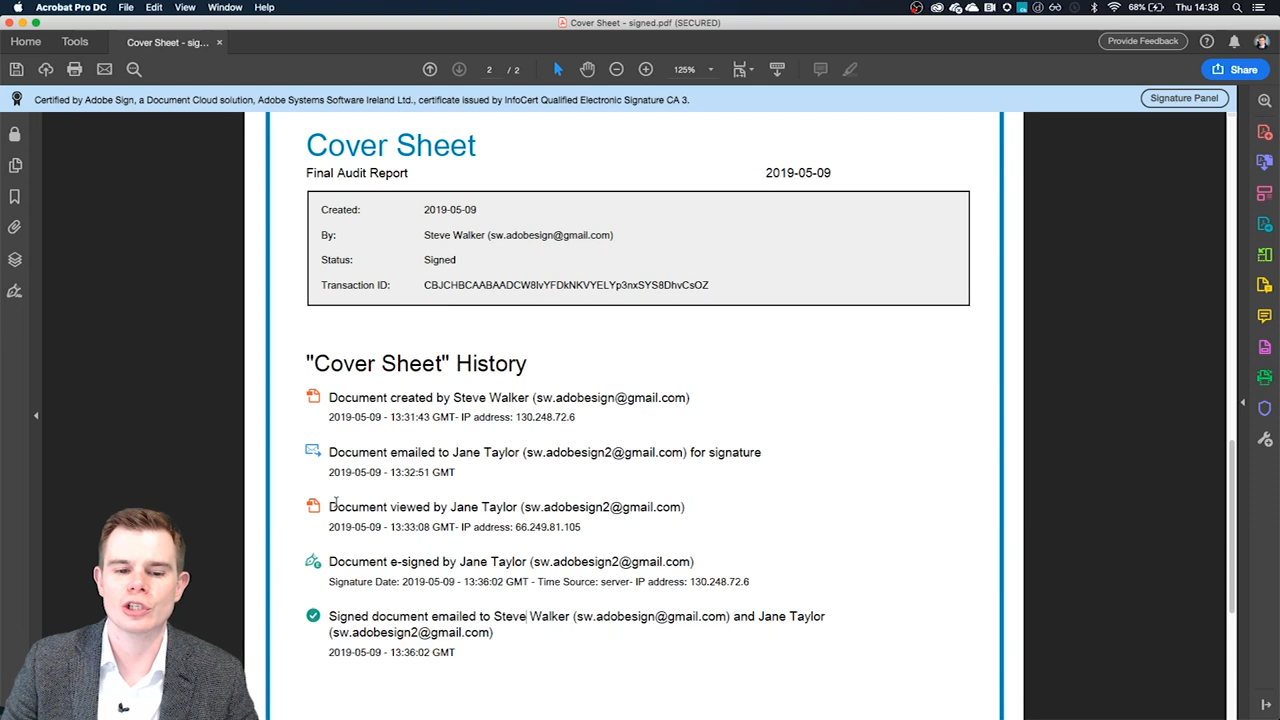 Acrobat Pro DC File Edit View Window Help 68% Thu 14:38
Cover Sheet - signed.pdf (SECURED)
Home Tools Cover Sheet - sig... × Provide Feedback
2 / 2 125% Share
Certified by Adobe Sign, a Document Cloud solution, Adobe Systems Software Ireland Ltd., certificate issued by InfoCert Qualified Electronic Signature CA 3. Signature Panel
Cover Sheet
Final Audit Report 2019-05-09
Created: 2019-05-09
By: Steve Walker (sw.adobesign@gmail.com)
Status: Signed
Transaction ID: CBJCHBCAABAADCW8lvYFDkNKVYELYp3nxSYS8DhvCsOZ
"Cover Sheet" History
Document created by Steve Walker (sw.adobesign@gmail.com)
2019-05-09 - 13:31:43 GMT- IP address: 130.248.72.6
Document emailed to Jane Taylor (sw.adobesign2@gmail.com) for signature
2019-05-09 - 13:32:51 GMT
Document viewed by Jane Taylor (sw.adobesign2@gmail.com)
2019-05-09 - 13:33:08 GMT- IP address: 66.249.81.105
Document e-signed by Jane Taylor (sw.adobesign2@gmail.com)
Signature Date: 2019-05-09 - 13:36:02 GMT - Time Source: server- IP address: 130.248.72.6
Signed document emailed to Steve Walker (sw.adobesign@gmail.com) and Jane Taylor
(sw.adobesign2@gmail.com)
2019-05-09 - 13:36:02 GMT